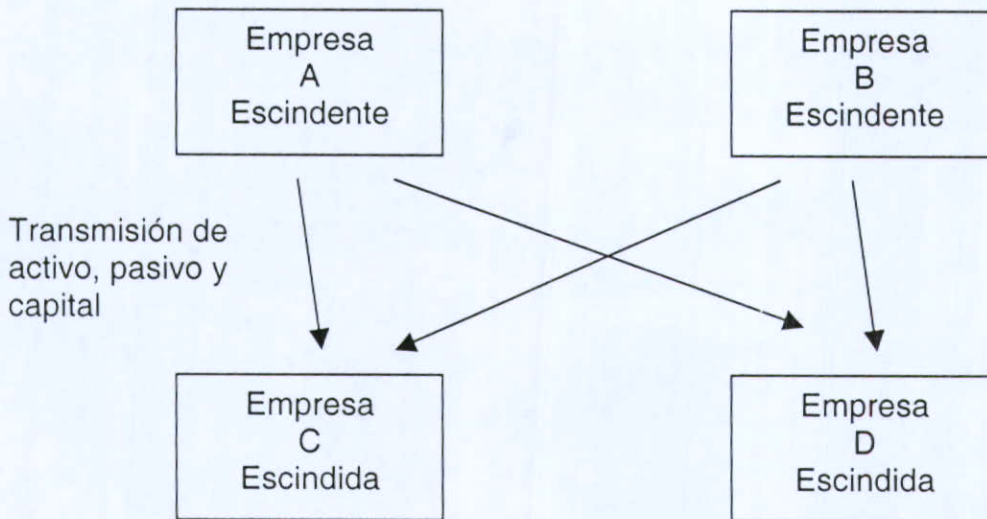 Empresa
A
Escindente
Empresa
B
Escindente
Transmisión de
activo, pasivo y
capital
Empresa
C
Escindida
Empresa
D
Escindida